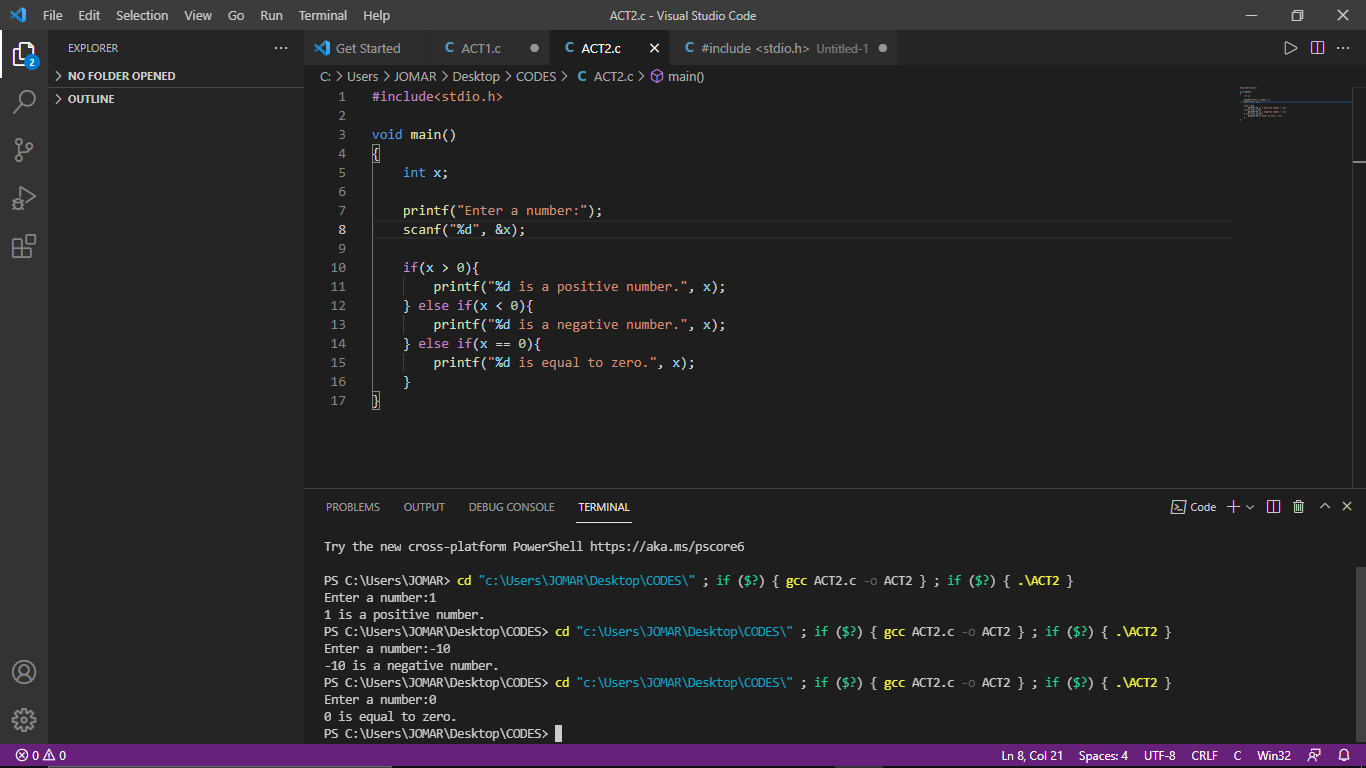 File Edit Selection View Go Run Terminal Help ACT2.c - Visual Studio Code
EXPLORER
NO FOLDER OPENED
OUTLINE
Get Started ACT1.c ACT2.c #include <stdio.h> Untitled-1
C: > Users > JOMAR > Desktop > CODES > C ACT2.c > main()
1 #include<stdio.h>
2
3 void main()
4 {
5 int x;
6
7 printf("Enter a number:");
8 scanf("%d", &x);
9
10 if(x > 0){
11 printf("%d is a positive number.", x);
12 } else if(x < 0){
13 printf("%d is a negative number.", x);
14 } else if(x == 0){
15 printf("%d is equal to zero.", x);
16 }
17 }
PROBLEMS OUTPUT DEBUG CONSOLE TERMINAL Code
Try the new cross-platform PowerShell https://aka.ms/pscore6
PS C:\Users\JOMAR> cd "c:\Users\JOMAR\Desktop\CODES\" ; if ($?) { gcc ACT2.c -o ACT2 } ; if ($?) { .\ACT2 }
Enter a number:1
1 is a positive number.
PS C:\Users\JOMAR\Desktop\CODES> cd "c:\Users\JOMAR\Desktop\CODES\" ; if ($?) { gcc ACT2.c -o ACT2 } ; if ($?) { .\ACT2 }
Enter a number:-10
-10 is a negative number.
PS C:\Users\JOMAR\Desktop\CODES> cd "c:\Users\JOMAR\Desktop\CODES\" ; if ($?) { gcc ACT2.c -o ACT2 } ; if ($?) { .\ACT2 }
Enter a number:0
0 is equal to zero.
PS C:\Users\JOMAR\Desktop\CODES>
0 0 Ln 8, Col 21 Spaces: 4 UTF-8 CRLF C Win32